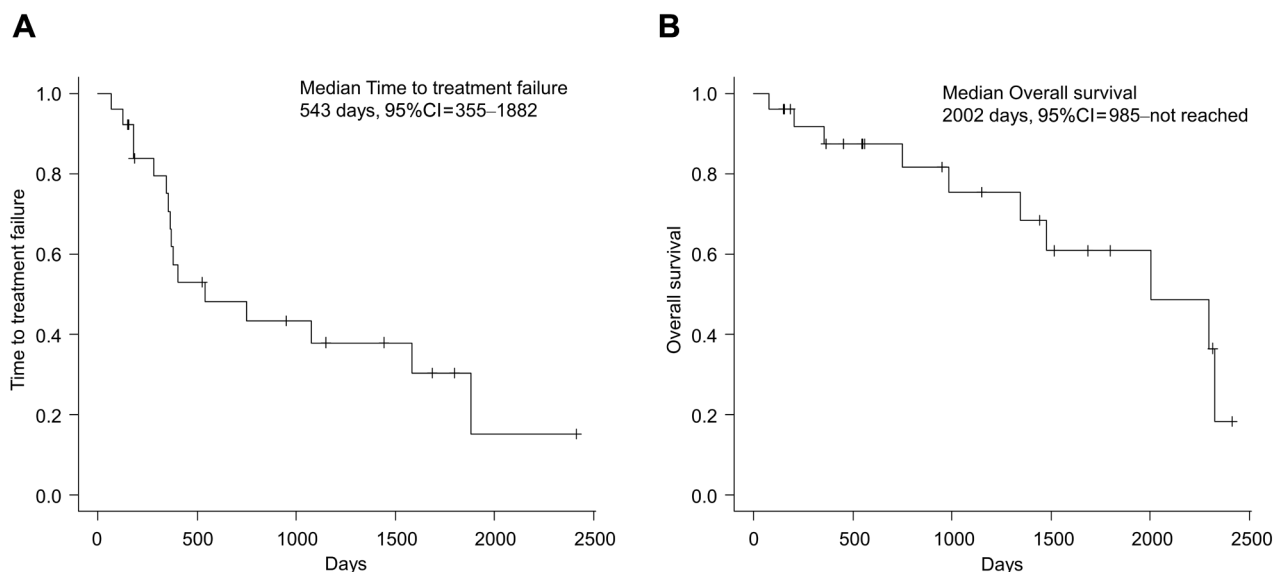 A
Median Time to treatment failure
543 days, 95%CI=355–1882
Time to treatment failure
1.0
0.8
0.6
0.4
0.2
0.0
0 500 1000 1500 2000 2500
Days
B
Median Overall survival
2002 days, 95%CI=985–not reached
Overall survival
1.0
0.8
0.6
0.4
0.2
0.0
0 500 1000 1500 2000 2500
Days